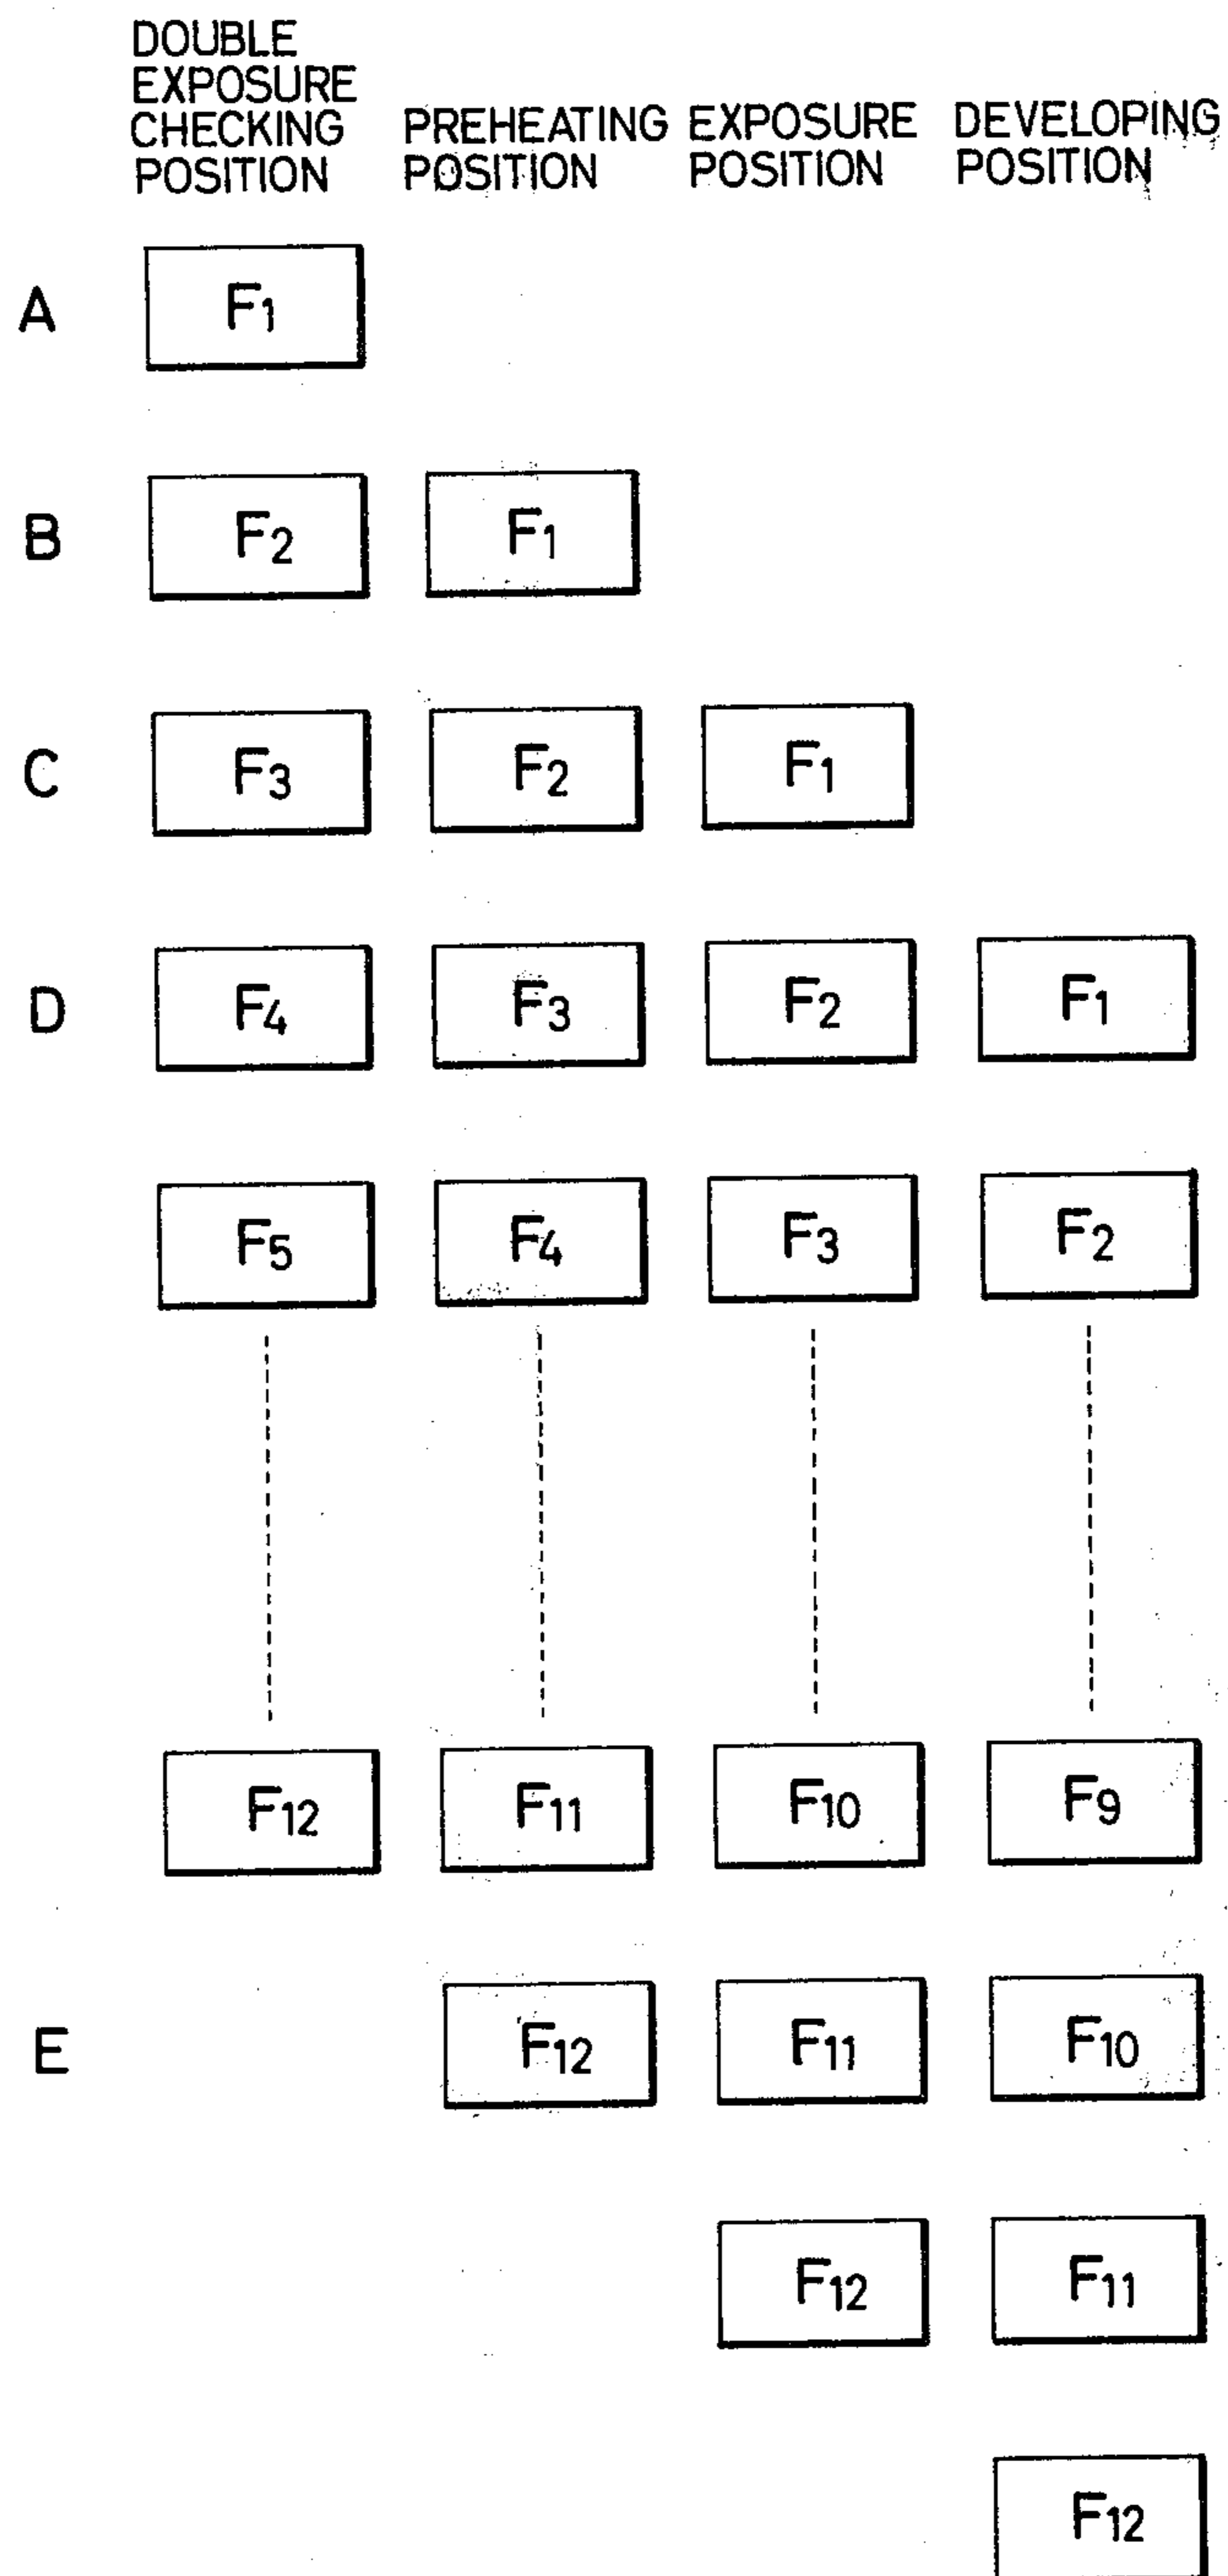 DOUBLE
EXPOSURE
CHECKING
POSITION
PREHEATING
POSITION
EXPOSURE
POSITION
DEVELOPING
POSITION
A F1
B F2 F1
C F3 F2 F1
D F4 F3 F2 F1
F5 F4 F3 F2
F12 F11 F10 F9
E F12 F11 F10
F12 F11
F12